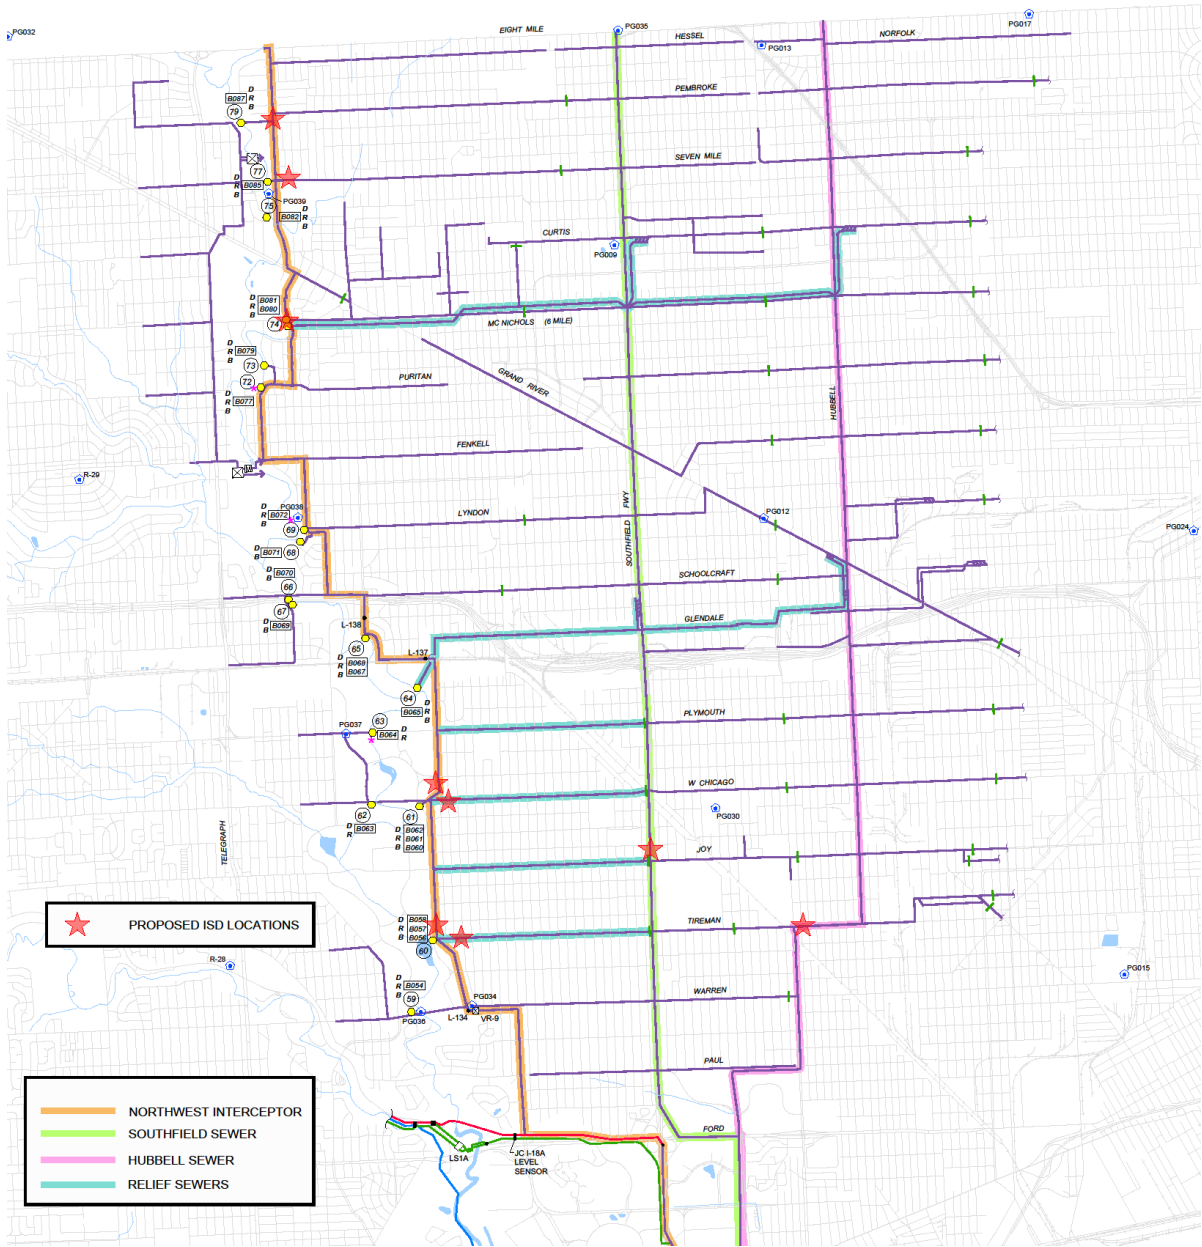 PG032
EIGHT MILE
PG035
HESSEL
PG013
PG017
NORFOLK
PEMBROKE
D
R
B
B087
79
SEVEN MILE
77
D
R
B
B085
PG039
75
B082
D
R
B
CURTIS
PG009
D
R
B
B081
B080
74
MC NICHOLS (6 MILE)
D
R
B
B079
73
72
D
R
B
B077
PURITAN
GRAND RIVER
HUBBELL
FENKELL
R-29
PG038
D
R
B
B072
69
LYNDON
SOUTHFIELD FWY
PG012
PG024
D
B
B071
68
D
B
B070
66
SCHOOLCRAFT
67
D
B
B069
L-138
GLENDALE
65
D
R
B
B068
B067
L-137
64
B065
D
R
B
PG037
63
B064
D
R
PLYMOUTH
W CHICAGO
62
D
R
B063
61
D
R
B
B062
B061
B060
PG030
TELEGRAPH
JOY
PROPOSED ISD LOCATIONS
D
R
B
B058
B057
B056
60
TIREMAN
R-28
D
R
B
B054
59
PG036
PG034
L-134
VR-9
WARREN
PG015
PAUL
FORD
LS1A
JC I-18A
LEVEL
SENSOR
NORTHWEST INTERCEPTOR
SOUTHFIELD SEWER
HUBBELL SEWER
RELIEF SEWERS